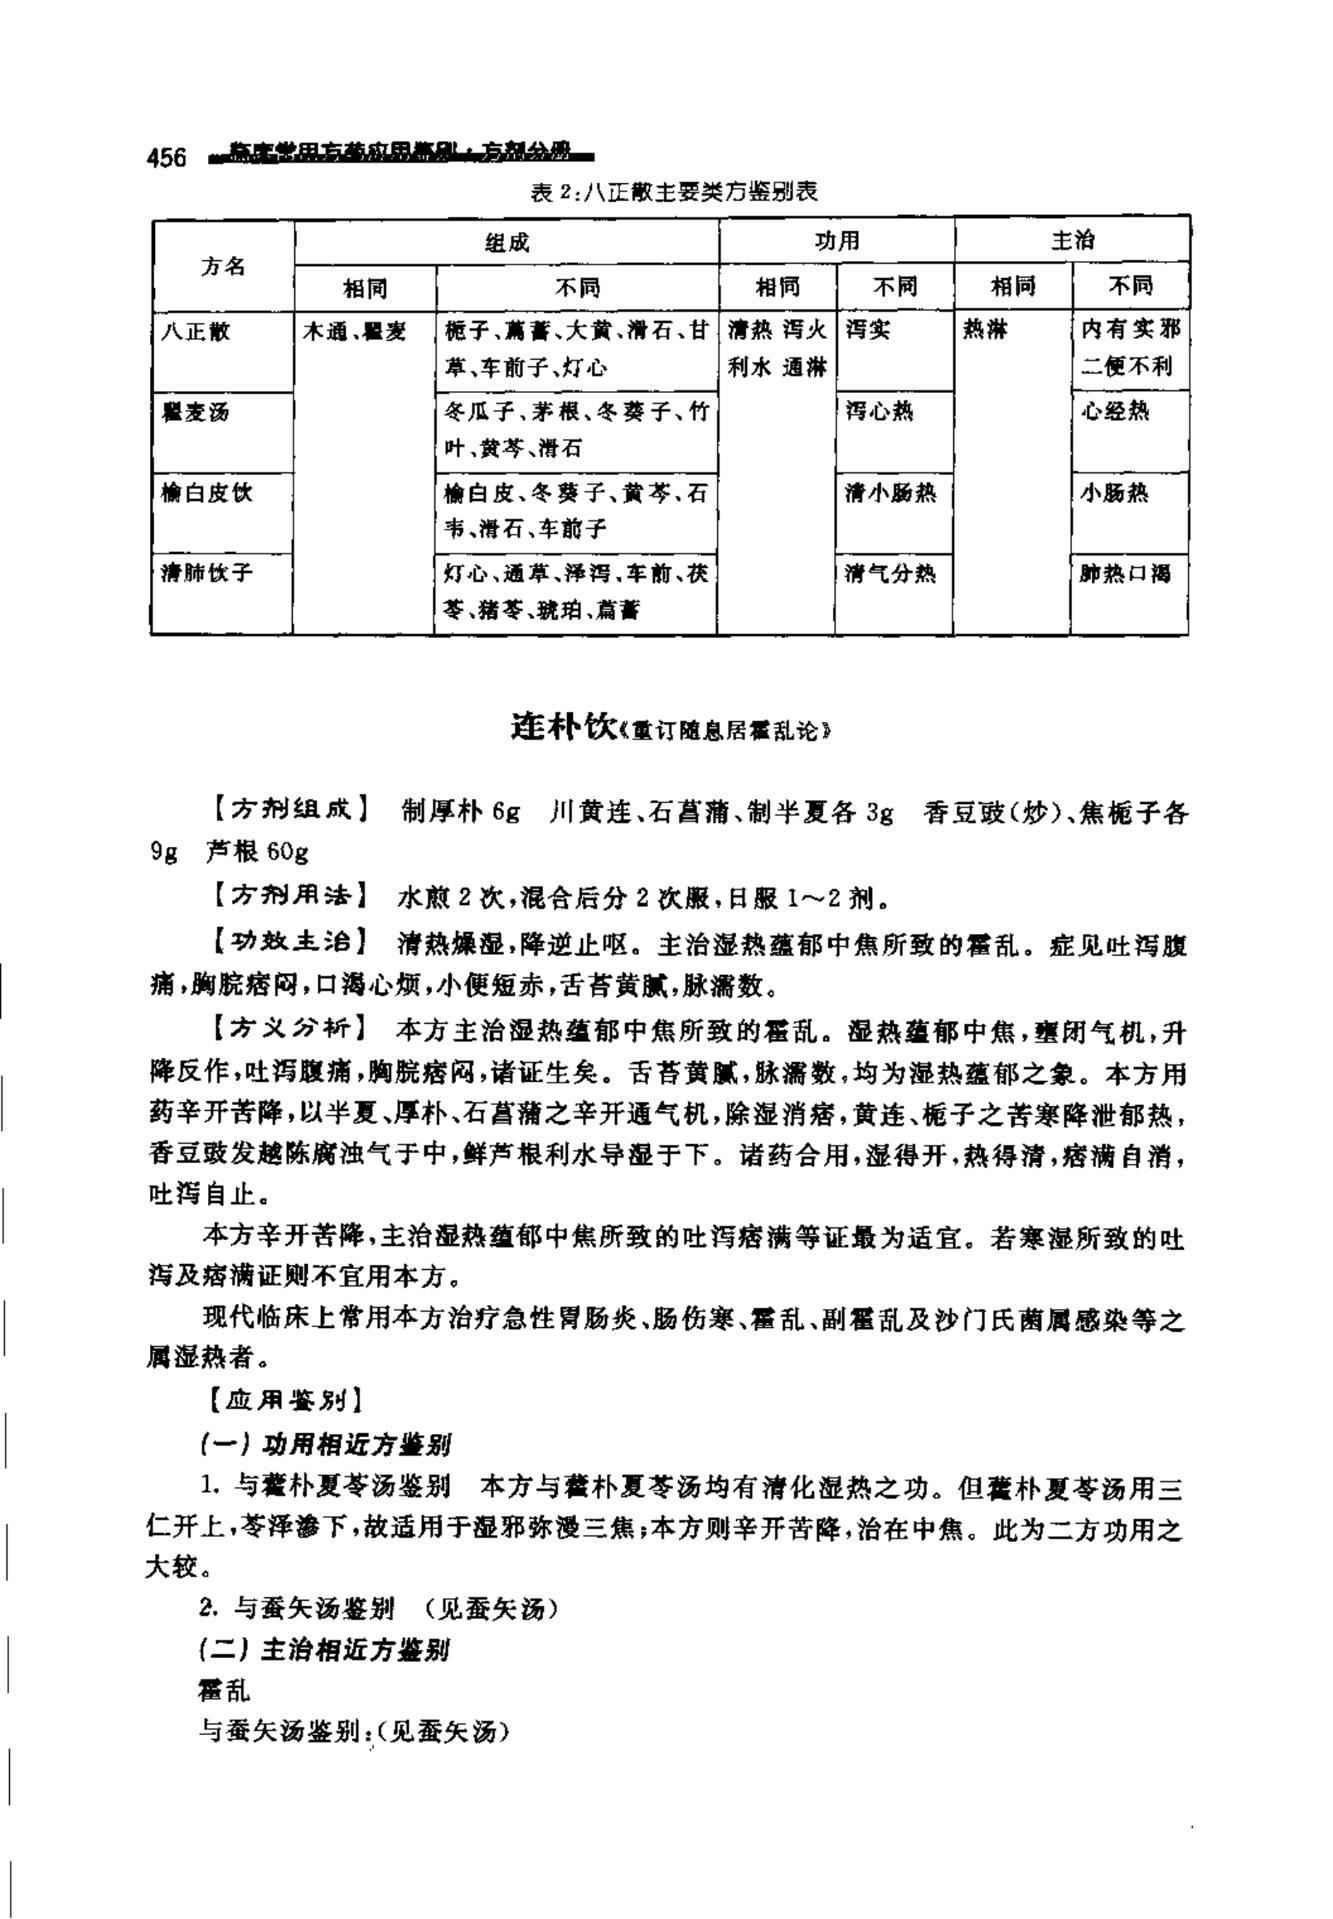 456 临床常用方药应用鉴别·方剂分册
表 2:八正散主要类方鉴别表
方名 组成 功用 主治
相同 不同 相同 不同 相同 不同
八正散 木通、瞿麦 栀子、萹蓄、大黄、滑石、甘 清热 泻火 泻实 热淋 内有实邪
草、车前子、灯心 利水 通淋 二便不利
瞿麦汤 冬瓜子、茅根、冬葵子、竹 泻心热 心经热
叶、黄芩、滑石
榆白皮饮 榆白皮、冬葵子、黄芩、石 清小肠热 小肠热
韦、滑石、车前子
清肺饮子 灯心、通草、泽泻、车前、茯 清气分热 肺热口渴
苓、猪苓、琥珀、萹蓄
连朴饮《重订随息居霍乱论》
【方剂组成】 制厚朴 6g 川黄连、石菖蒲、制半夏各 3g 香豆豉(炒)、焦栀子各
9g 芦根 60g
【方剂用法】 水煎 2 次,混合后分 2 次服,日服 1～2 剂。
【功效主治】 清热燥湿,降逆止呕。主治湿热蕴郁中焦所致的霍乱。症见吐泻腹
痛,胸脘痞闷,口渴心烦,小便短赤,舌苔黄腻,脉濡数。
【方义分析】 本方主治湿热蕴郁中焦所致的霍乱。湿热蕴郁中焦,壅闭气机,升
降反作,吐泻腹痛,胸脘痞闷,诸证生矣。舌苔黄腻,脉濡数,均为湿热蕴郁之象。本方用
药辛开苦降,以半夏、厚朴、石菖蒲之辛开通气机,除湿消痞,黄连、栀子之苦寒降泄郁热,
香豆豉发越陈腐浊气于中,鲜芦根利水导湿于下。诸药合用,湿得开,热得清,痞满自消,
吐泻自止。
本方辛开苦降,主治湿热蕴郁中焦所致的吐泻痞满等证最为适宜。若寒湿所致的吐
泻及痞满证则不宜用本方。
现代临床上常用本方治疗急性胃肠炎、肠伤寒、霍乱、副霍乱及沙门氏菌属感染等之
属湿热者。
【应用鉴别】
(一) 功用相近方鉴别
1. 与藿朴夏苓汤鉴别 本方与藿朴夏苓汤均有清化湿热之功。但藿朴夏苓汤用三
仁开上,苓泽渗下,故适用于湿邪弥漫三焦;本方则辛开苦降,治在中焦。此为二方功用之
大较。
2. 与蚕矢汤鉴别 (见蚕矢汤)
(二) 主治相近方鉴别
霍乱
与蚕矢汤鉴别:(见蚕矢汤)